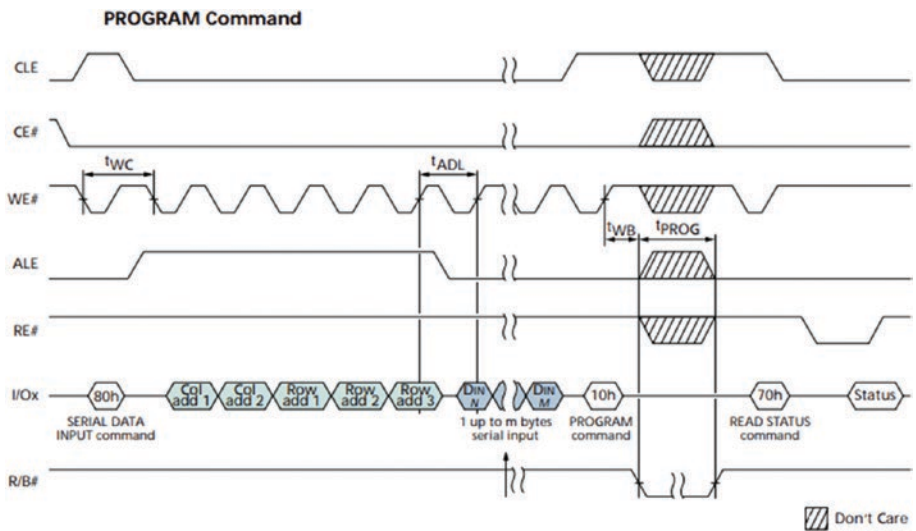 PROGRAM Command
CLE
CE#
tWC
tADL
WE#
tWB
tPROG
ALE
RE#
I/Ox
80h
Col add 1
Col add 2
Row add 1
Row add 2
Row add 3
DIN N
DIN M
10h
70h
Status
SERIAL DATA
INPUT command
1 up to m bytes
serial input
PROGRAM
command
READ STATUS
command
R/B#
Don't Care